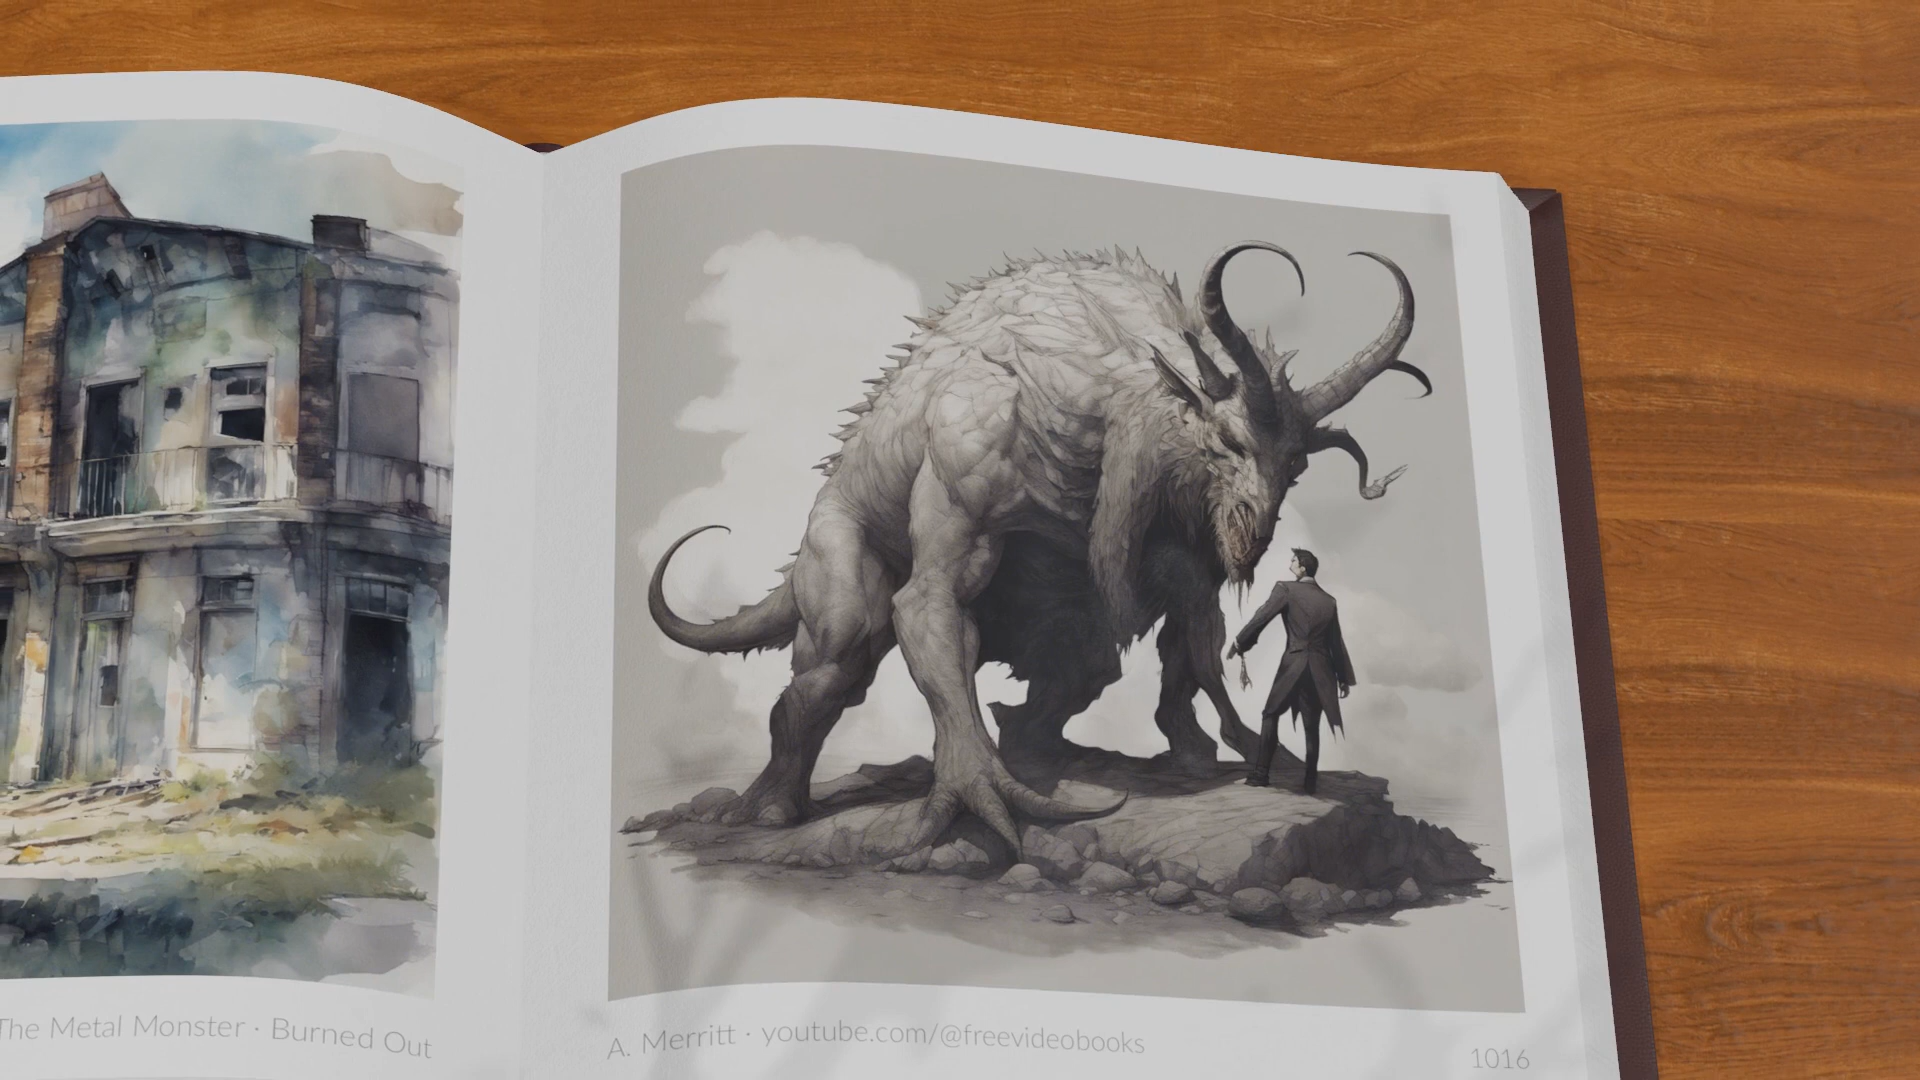 The Metal Monster · Burned Out
A. Merritt · youtube.com/@freevideobooks
1016